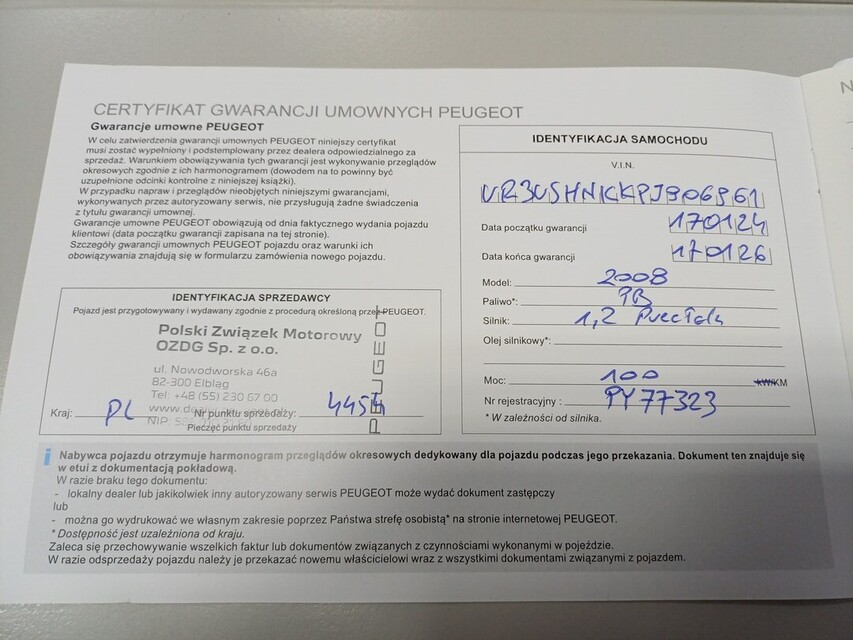 CERTYFIKAT GWARANCJI UMOWNYCH PEUGEOT
Gwarancje umowne PEUGEOT
W celu zatwierdzenia gwarancji umownych PEUGEOT niniejszy certyfikat
musi zostać wypełniony i podstemplowany przez dealera odpowiedzialnego za
sprzedaż. Warunkiem obowiązywania tych gwarancji jest wykonywanie przeglądów
okresowych zgodnie z ich harmonogramem (dowodem na to powinny być
uzupełnione odcinki kontrolne z niniejszej książki).
W przypadku napraw i przeglądów nieobjętych niniejszymi gwarancjami,
wykonywanych przez autoryzowany serwis, nie przysługują żadne świadczenia
z tytułu gwarancji umownej.
Gwarancje umowne PEUGEOT obowiązują od dnia faktycznego wydania pojazdu
klientowi (data początku gwarancji zapisana na tej stronie).
Szczegóły gwarancji umownych PEUGEOT pojazdu oraz warunki ich
obowiązywania znajdują się w formularzu zamówienia nowego pojazdu.
IDENTYFIKACJA SPRZEDAWCY
Pojazd jest przygotowywany i wydawany zgodnie z procedurą określoną przez PEUGEOT.
Polski Związek Motorowy
OZDG Sp. z o.o.
ul. Nowodworska 46a
82-300 Elbląg
Tel: +48 (55) 230 67 00
PEUGEOT
Kraj: PL Nr punktu sprzedaży: 4454
NIP:
Pieczęć punktu sprzedaży
IDENTYFIKACJA SAMOCHODU
V.I.N.
VR3USHNKKPJ906961
Data początku gwarancji 170124
Data końca gwarancji 170126
Model: 2008
Paliwo*: PB
Silnik: 1,2 PureTech
Olej silnikowy*:
Moc: 100 kW/KM
Nr rejestracyjny : PY77323
* W zależności od silnika.
i Nabywca pojazdu otrzymuje harmonogram przeglądów okresowych dedykowany dla pojazdu podczas jego przekazania. Dokument ten znajduje się
w etui z dokumentacją pokładową.
W razie braku tego dokumentu:
- lokalny dealer lub jakikolwiek inny autoryzowany serwis PEUGEOT może wydać dokument zastępczy
lub
- można go wydrukować we własnym zakresie poprzez Państwa strefę osobistą* na stronie internetowej PEUGEOT.
* Dostępność jest uzależniona od kraju.
Zaleca się przechowywanie wszelkich faktur lub dokumentów związanych z czynnościami wykonanymi w pojeździe.
W razie odsprzedaży pojazdu należy je przekazać nowemu właścicielowi wraz z wszystkimi dokumentami związanymi z pojazdem.